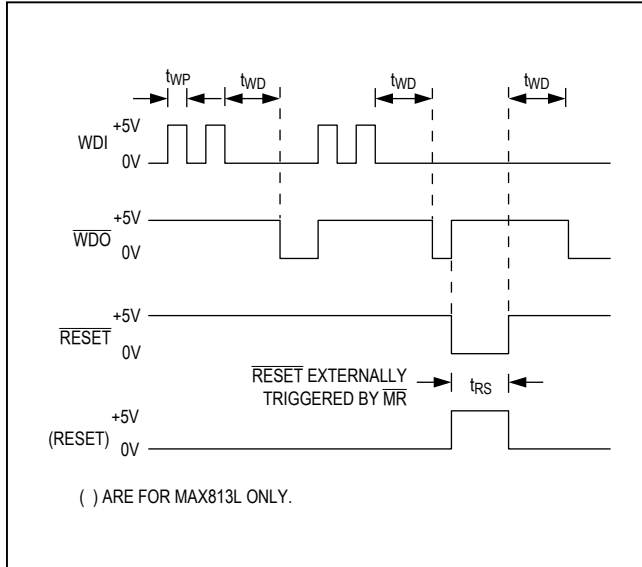 tWP tWD tWD tWD
+5V
WDI
0V
+5V
WDO
0V
+5V
RESET
0V
RESET EXTERNALLY
TRIGGERED BY MR
tRS
+5V
(RESET)
0V
( ) ARE FOR MAX813L ONLY.